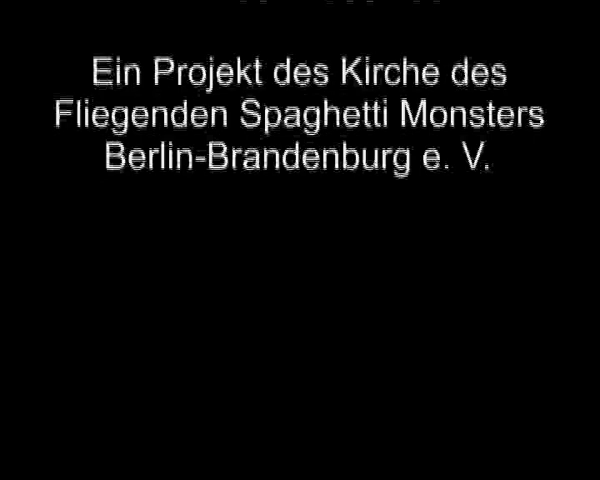 Ein Projekt des Kirche des
Fliegenden Spaghetti Monsters
Berlin-Brandenburg e. V.